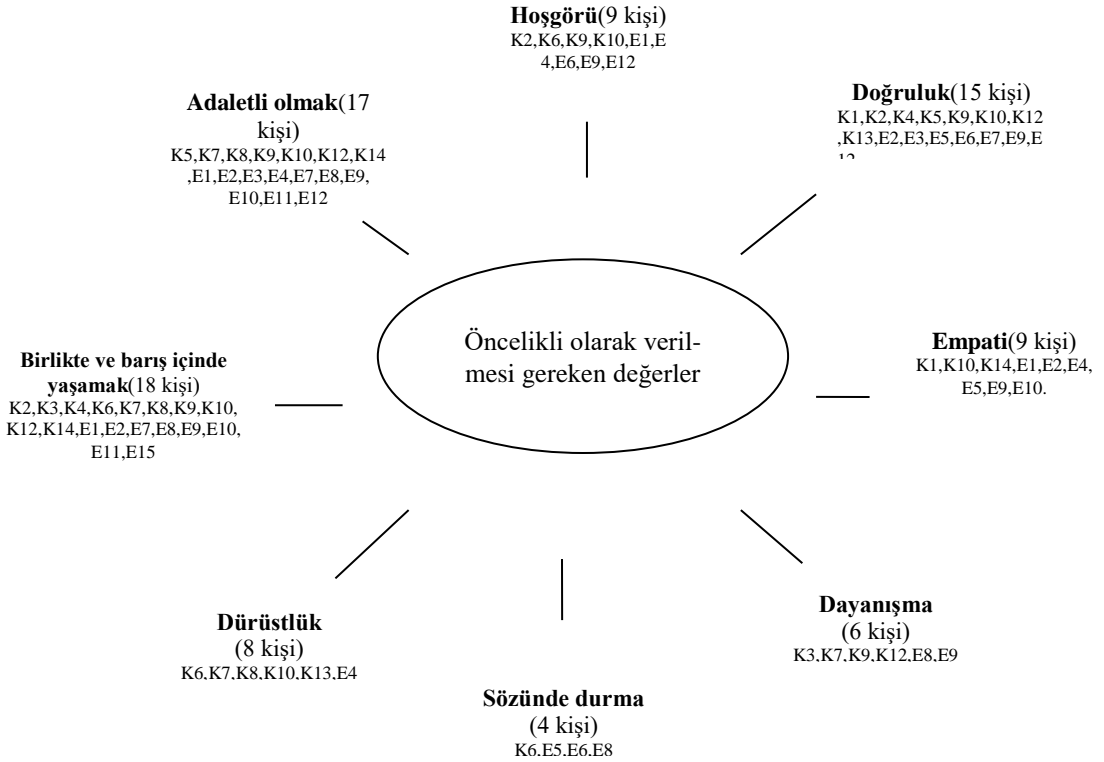 Hoşgörü(9 kişi)
K2,K6,K9,K10,E1,E
4,E6,E9,E12
Doğruluk(15 kişi)
K1,K2,K4,K5,K9,K10,K12
,K13,E2,E3,E5,E6,E7,E9,E
Adaletli olmak(17
kişi)
K5,K7,K8,K9,K10,K12,K14
,E1,E2,E3,E4,E7,E8,E9,
E10,E11,E12
Öncelikli olarak veril-
mesi gereken değerler
Empati(9 kişi)
K1,K10,K14,E1,E2,E4,
E5,E9,E10.
Birlikte ve barış içinde
yaşamak(18 kişi)
K2,K3,K4,K6,K7,K8,K9,K10,
K12,K14,E1,E2,E7,E8,E9,E10,
E11,E15
Dayanışma
(6 kişi)
K3,K7,K9,K12,E8,E9
Dürüstlük
(8 kişi)
K6,K7,K8,K10,K13,E4
Sözünde durma
(4 kişi)
K6,E5,E6,E8